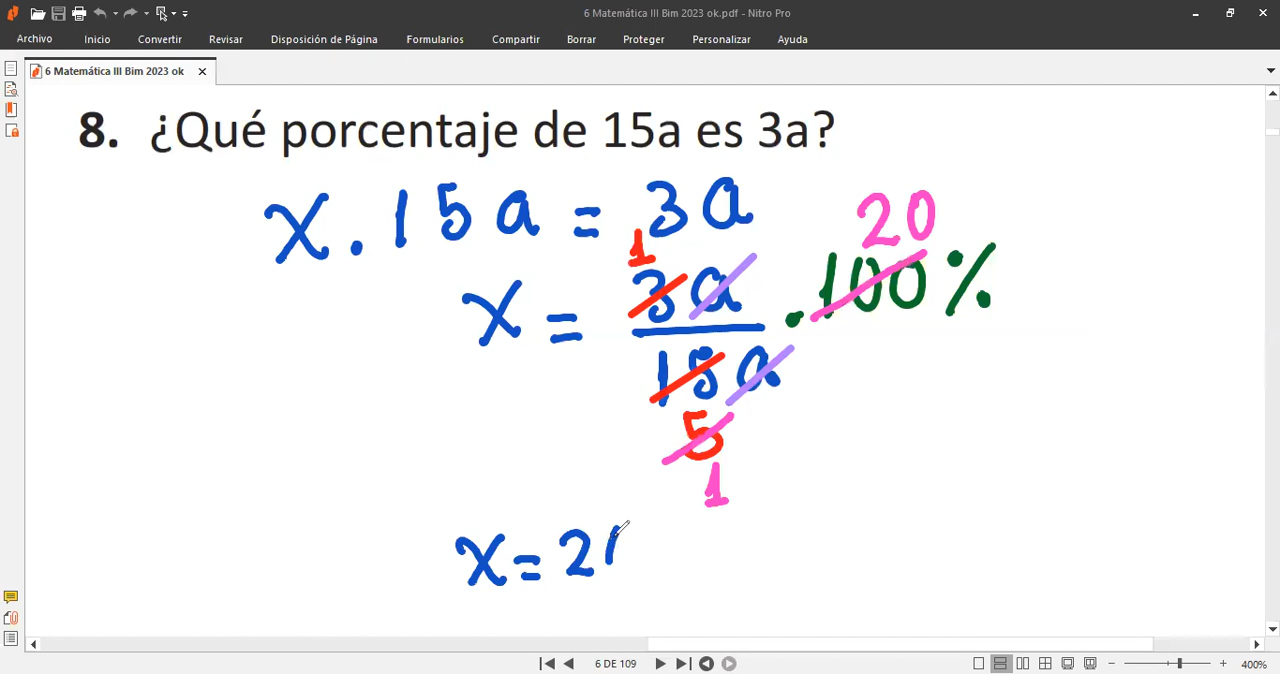 6 Matemática III Bim 2023 ok.pdf - Nitro Pro
Archivo Inicio Convertir Revisar Disposición de Página Formularios Compartir Borrar Proteger Personalizar Ayuda
6 Matemática III Bim 2023 ok
8. ¿Qué porcentaje de 15a es 3a?
x . 15a = 3a
1 20
x = 3a . 100%
15a
5
1
x = 2
6 DE 109 400%